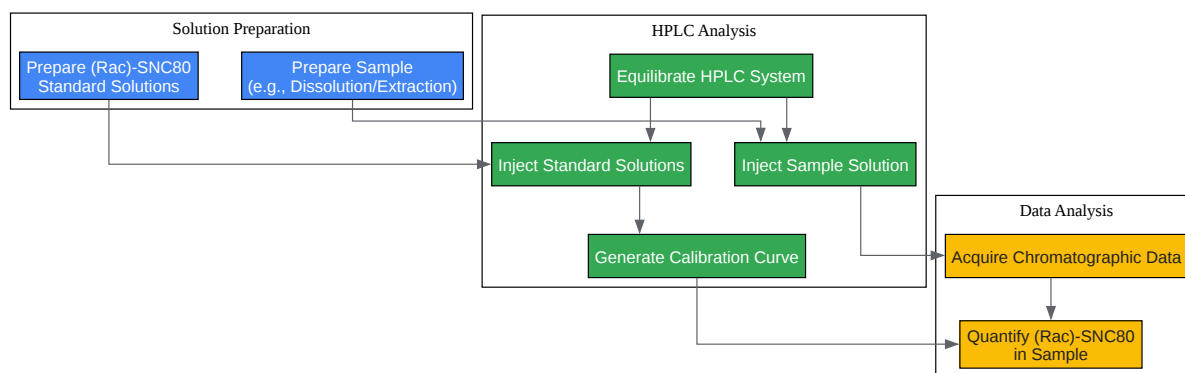 Solution Preparation
Prepare (Rac)-SNC80
Standard Solutions
Prepare Sample
(e.g., Dissolution/Extraction)
HPLC Analysis
Equilibrate HPLC System
Inject Standard Solutions
Inject Sample Solution
Generate Calibration Curve
Data Analysis
Acquire Chromatographic Data
Quantify (Rac)-SNC80
in Sample